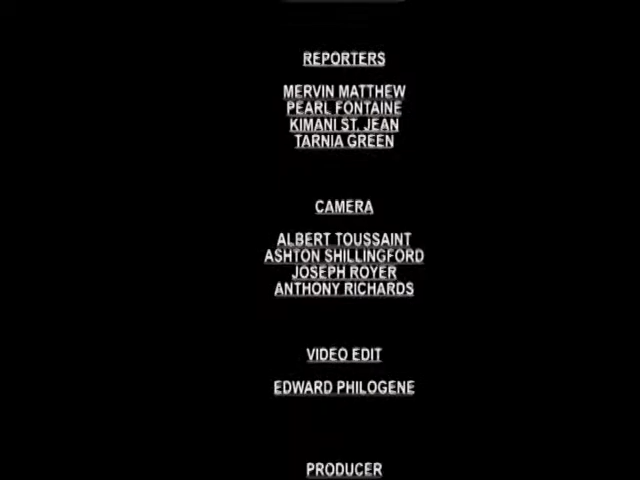 REPORTERS
MERVIN MATTHEW
PEARL FONTAINE
KIMANI ST. JEAN
TARNIA GREEN
CAMERA
ALBERT TOUSSAINT
ASHTON SHILLINGFORD
JOSEPH ROYER
ANTHONY RICHARDS
VIDEO EDIT
EDWARD PHILOGENE
PRODUCER